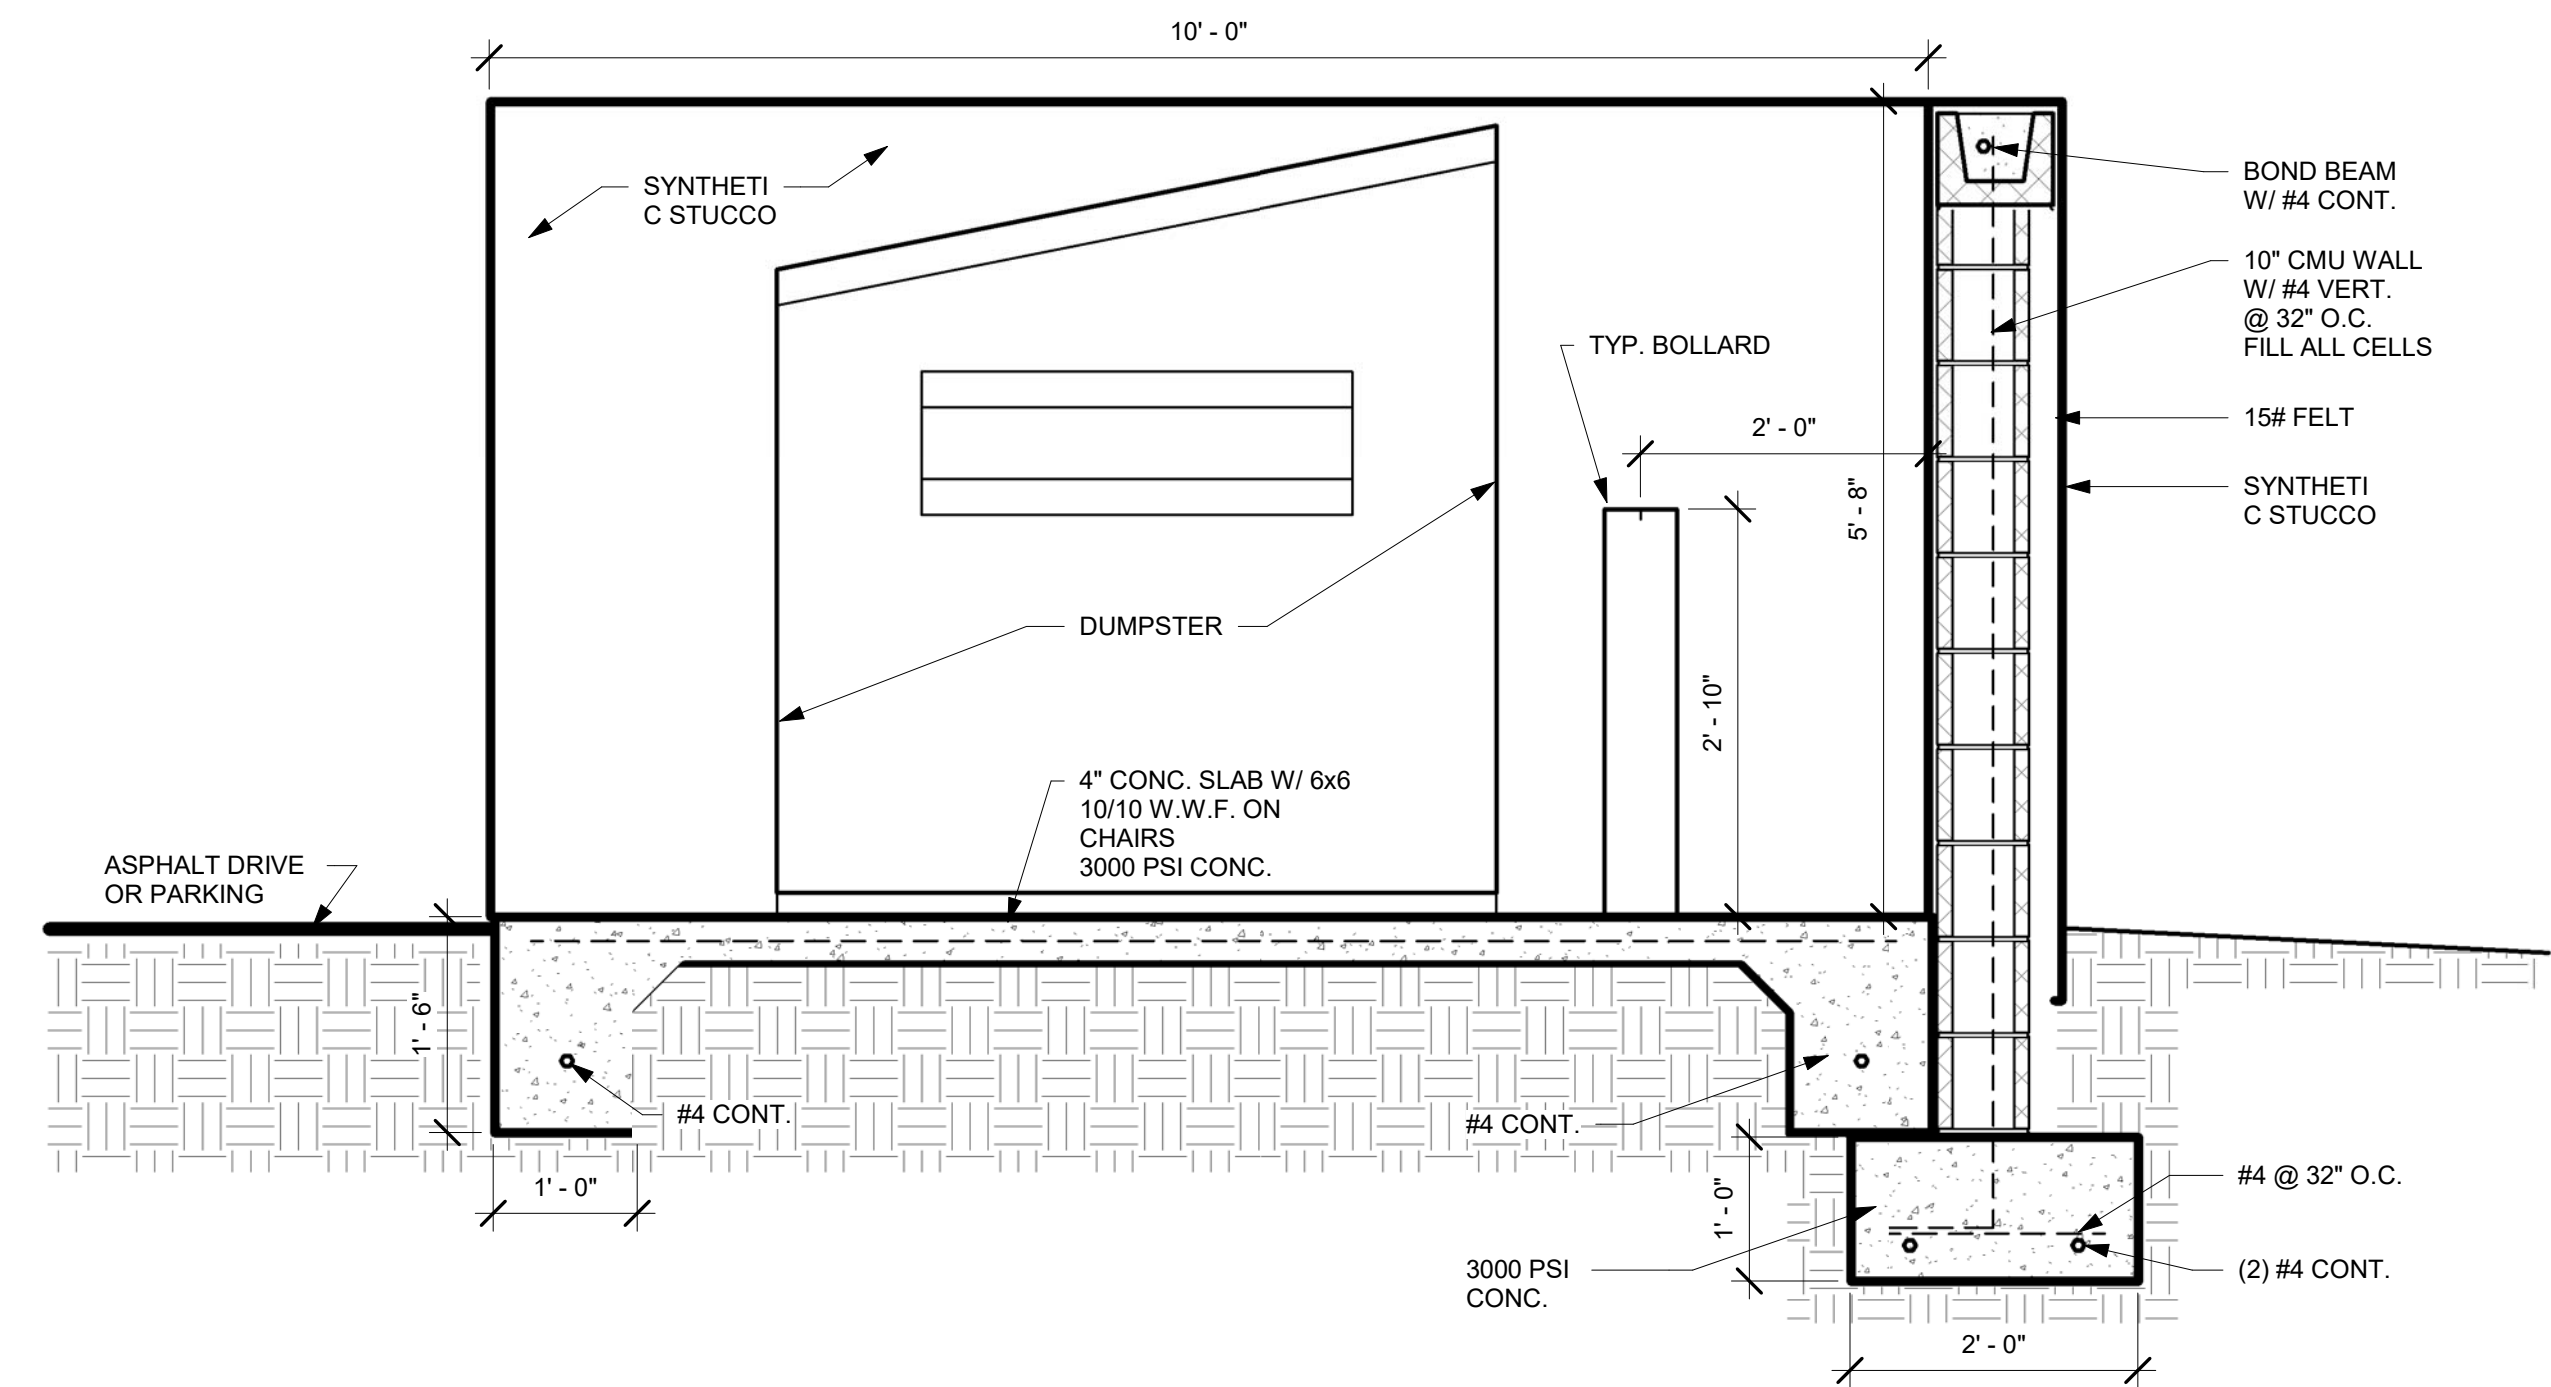 10' - 0"
SYNTHETI
C STUCCO
BOND BEAM
W/ #4 CONT.
10" CMU WALL
W/ #4 VERT.
@ 32" O.C.
FILL ALL CELLS
TYP. BOLLARD
15# FELT
2' - 0"
SYNTHETI
C STUCCO
5' - 8"
DUMPSTER
2' - 10"
4" CONC. SLAB W/ 6x6
10/10 W.W.F. ON
CHAIRS
3000 PSI CONC.
ASPHALT DRIVE
OR PARKING
1' - 6"
#4 CONT.
#4 CONT.
1' - 0"
1' - 0"
#4 @ 32" O.C.
3000 PSI
CONC.
(2) #4 CONT.
2' - 0"